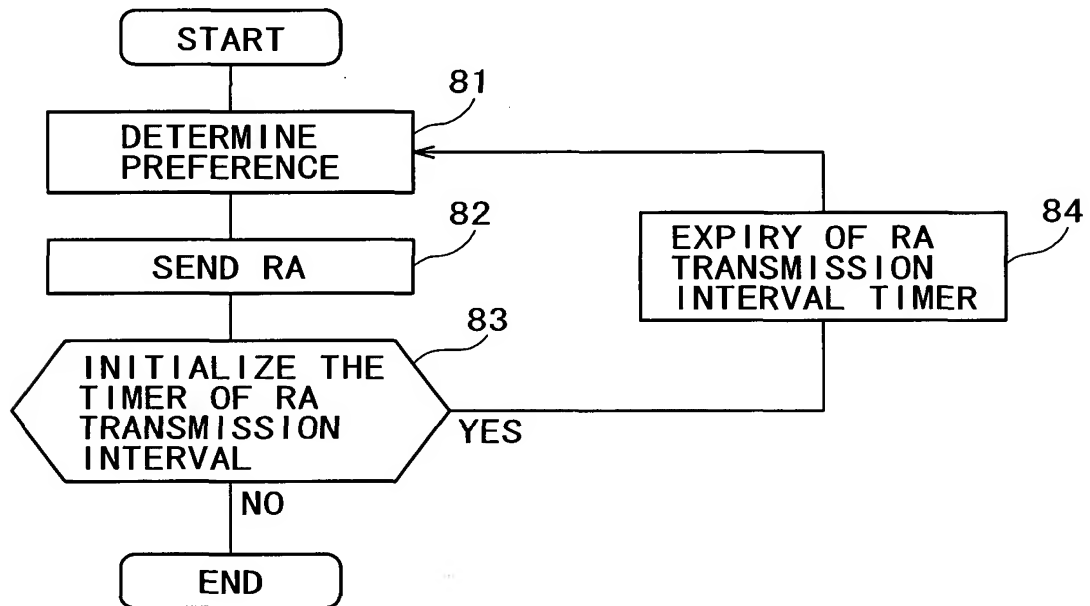 START
81
DETERMINE
PREFERENCE
82
SEND RA
83
INITIALIZE THE
TIMER OF RA
TRANSMISSION
INTERVAL
YES
NO
END
84
EXPIRY OF RA
TRANSMISSION
INTERVAL TIMER